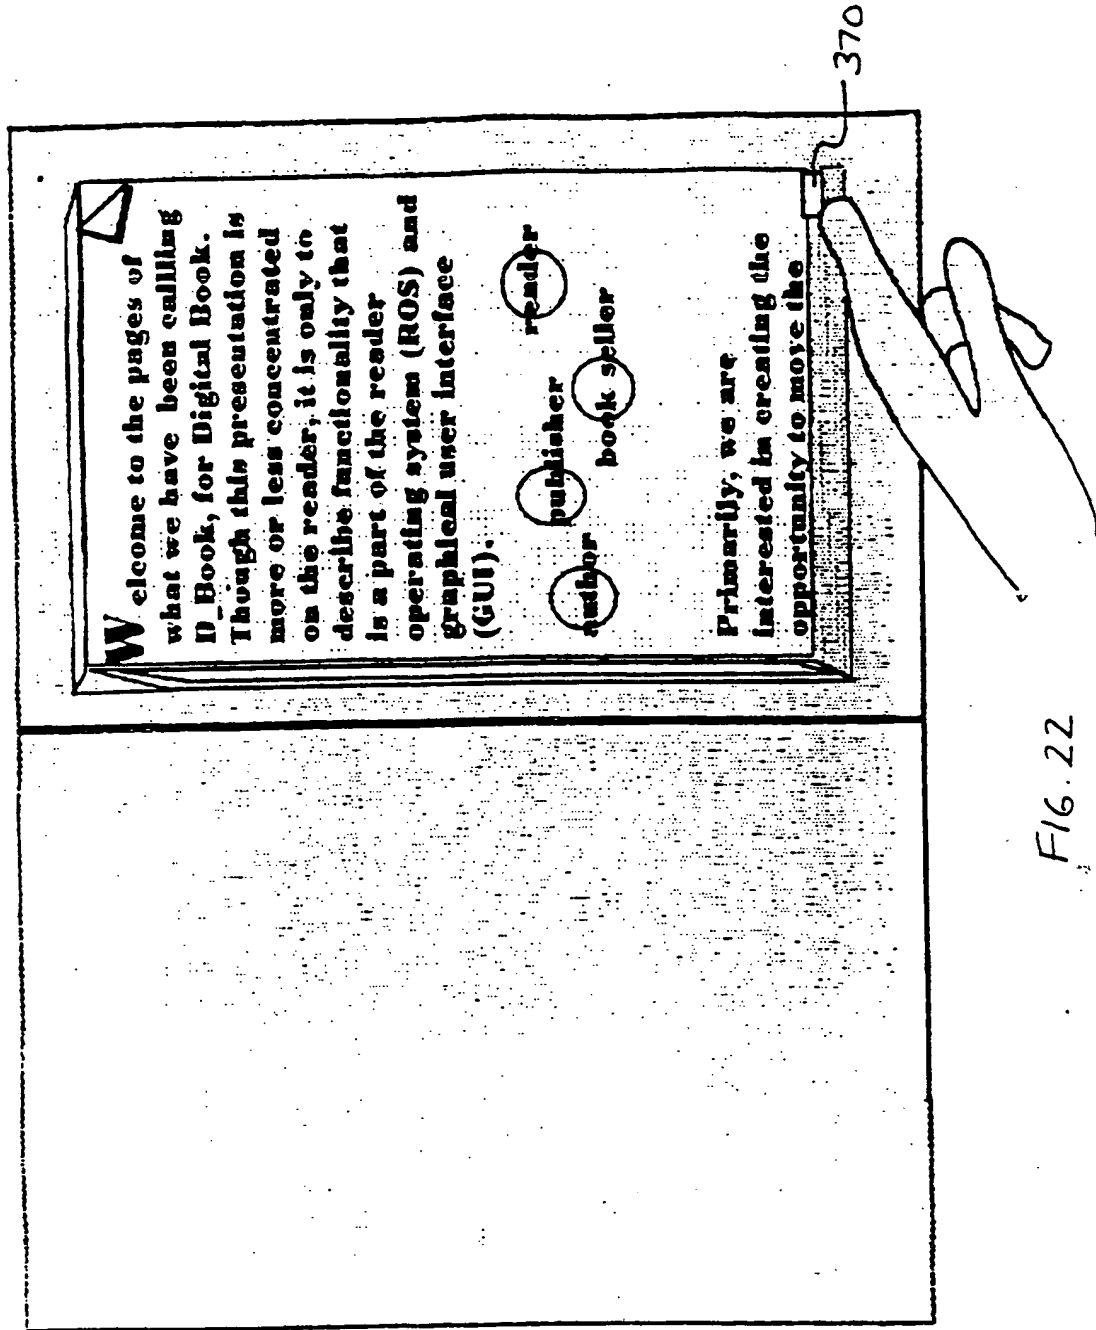 Welcome to the pages of
what we have been callling
D_Book, for Digital Book.
Though this presentation is
more or less concentrated
on the reader, it is only to
describe functionality that
is a part of the reader
operating system (ROS) and
graphical user interface
(GUI).
author
publisher
book seller
reader
Primarily, we are
interested in creating the
opportunity to move the
370
FIG. 22